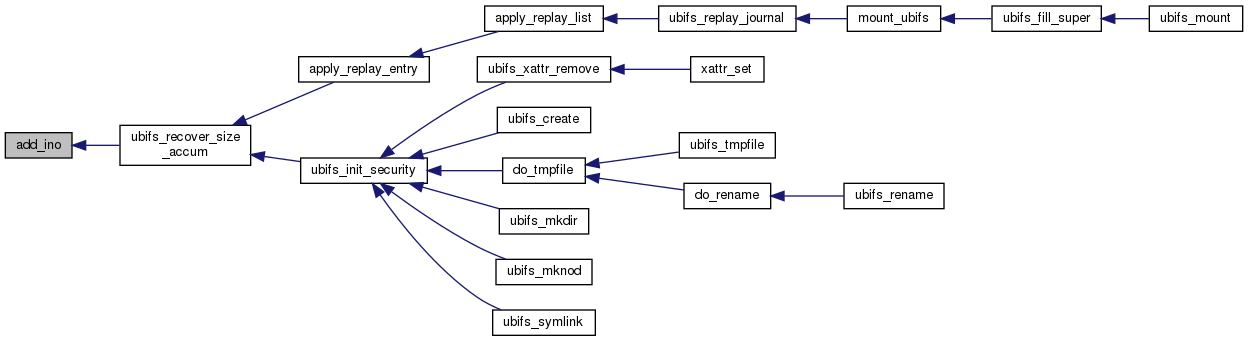 apply_replay_list
ubifs_replay_journal
mount_ubifs
ubifs_fill_super
ubifs_mount
apply_replay_entry
ubifs_xattr_remove
xattr_set
ubifs_create
add_ino
ubifs_recover_size
_accum
ubifs_init_security
do_tmpfile
ubifs_tmpfile
do_rename
ubifs_rename
ubifs_mkdir
ubifs_mknod
ubifs_symlink